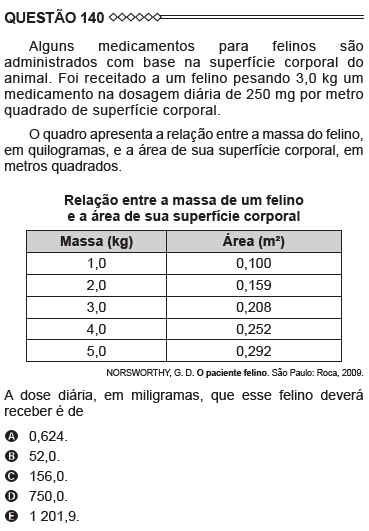 QUESTÃO 140
Alguns medicamentos para felinos são
administrados com base na superfície corporal do
animal. Foi receitado a um felino pesando 3,0 kg um
medicamento na dosagem diária de 250 mg por metro
quadrado de superfície corporal.
O quadro apresenta a relação entre a massa do felino,
em quilogramas, e a área de sua superfície corporal, em
metros quadrados.
Relação entre a massa de um felino
e a área de sua superfície corporal
Massa (kg) Área (m²)
1,0 0,100
2,0 0,159
3,0 0,208
4,0 0,252
5,0 0,292
NORSWORTHY, G. D. O paciente felino. São Paulo: Roca, 2009.
A dose diária, em miligramas, que esse felino deverá
receber é de
A 0,624.
B 52,0.
C 156,0.
D 750,0.
E 1 201,9.